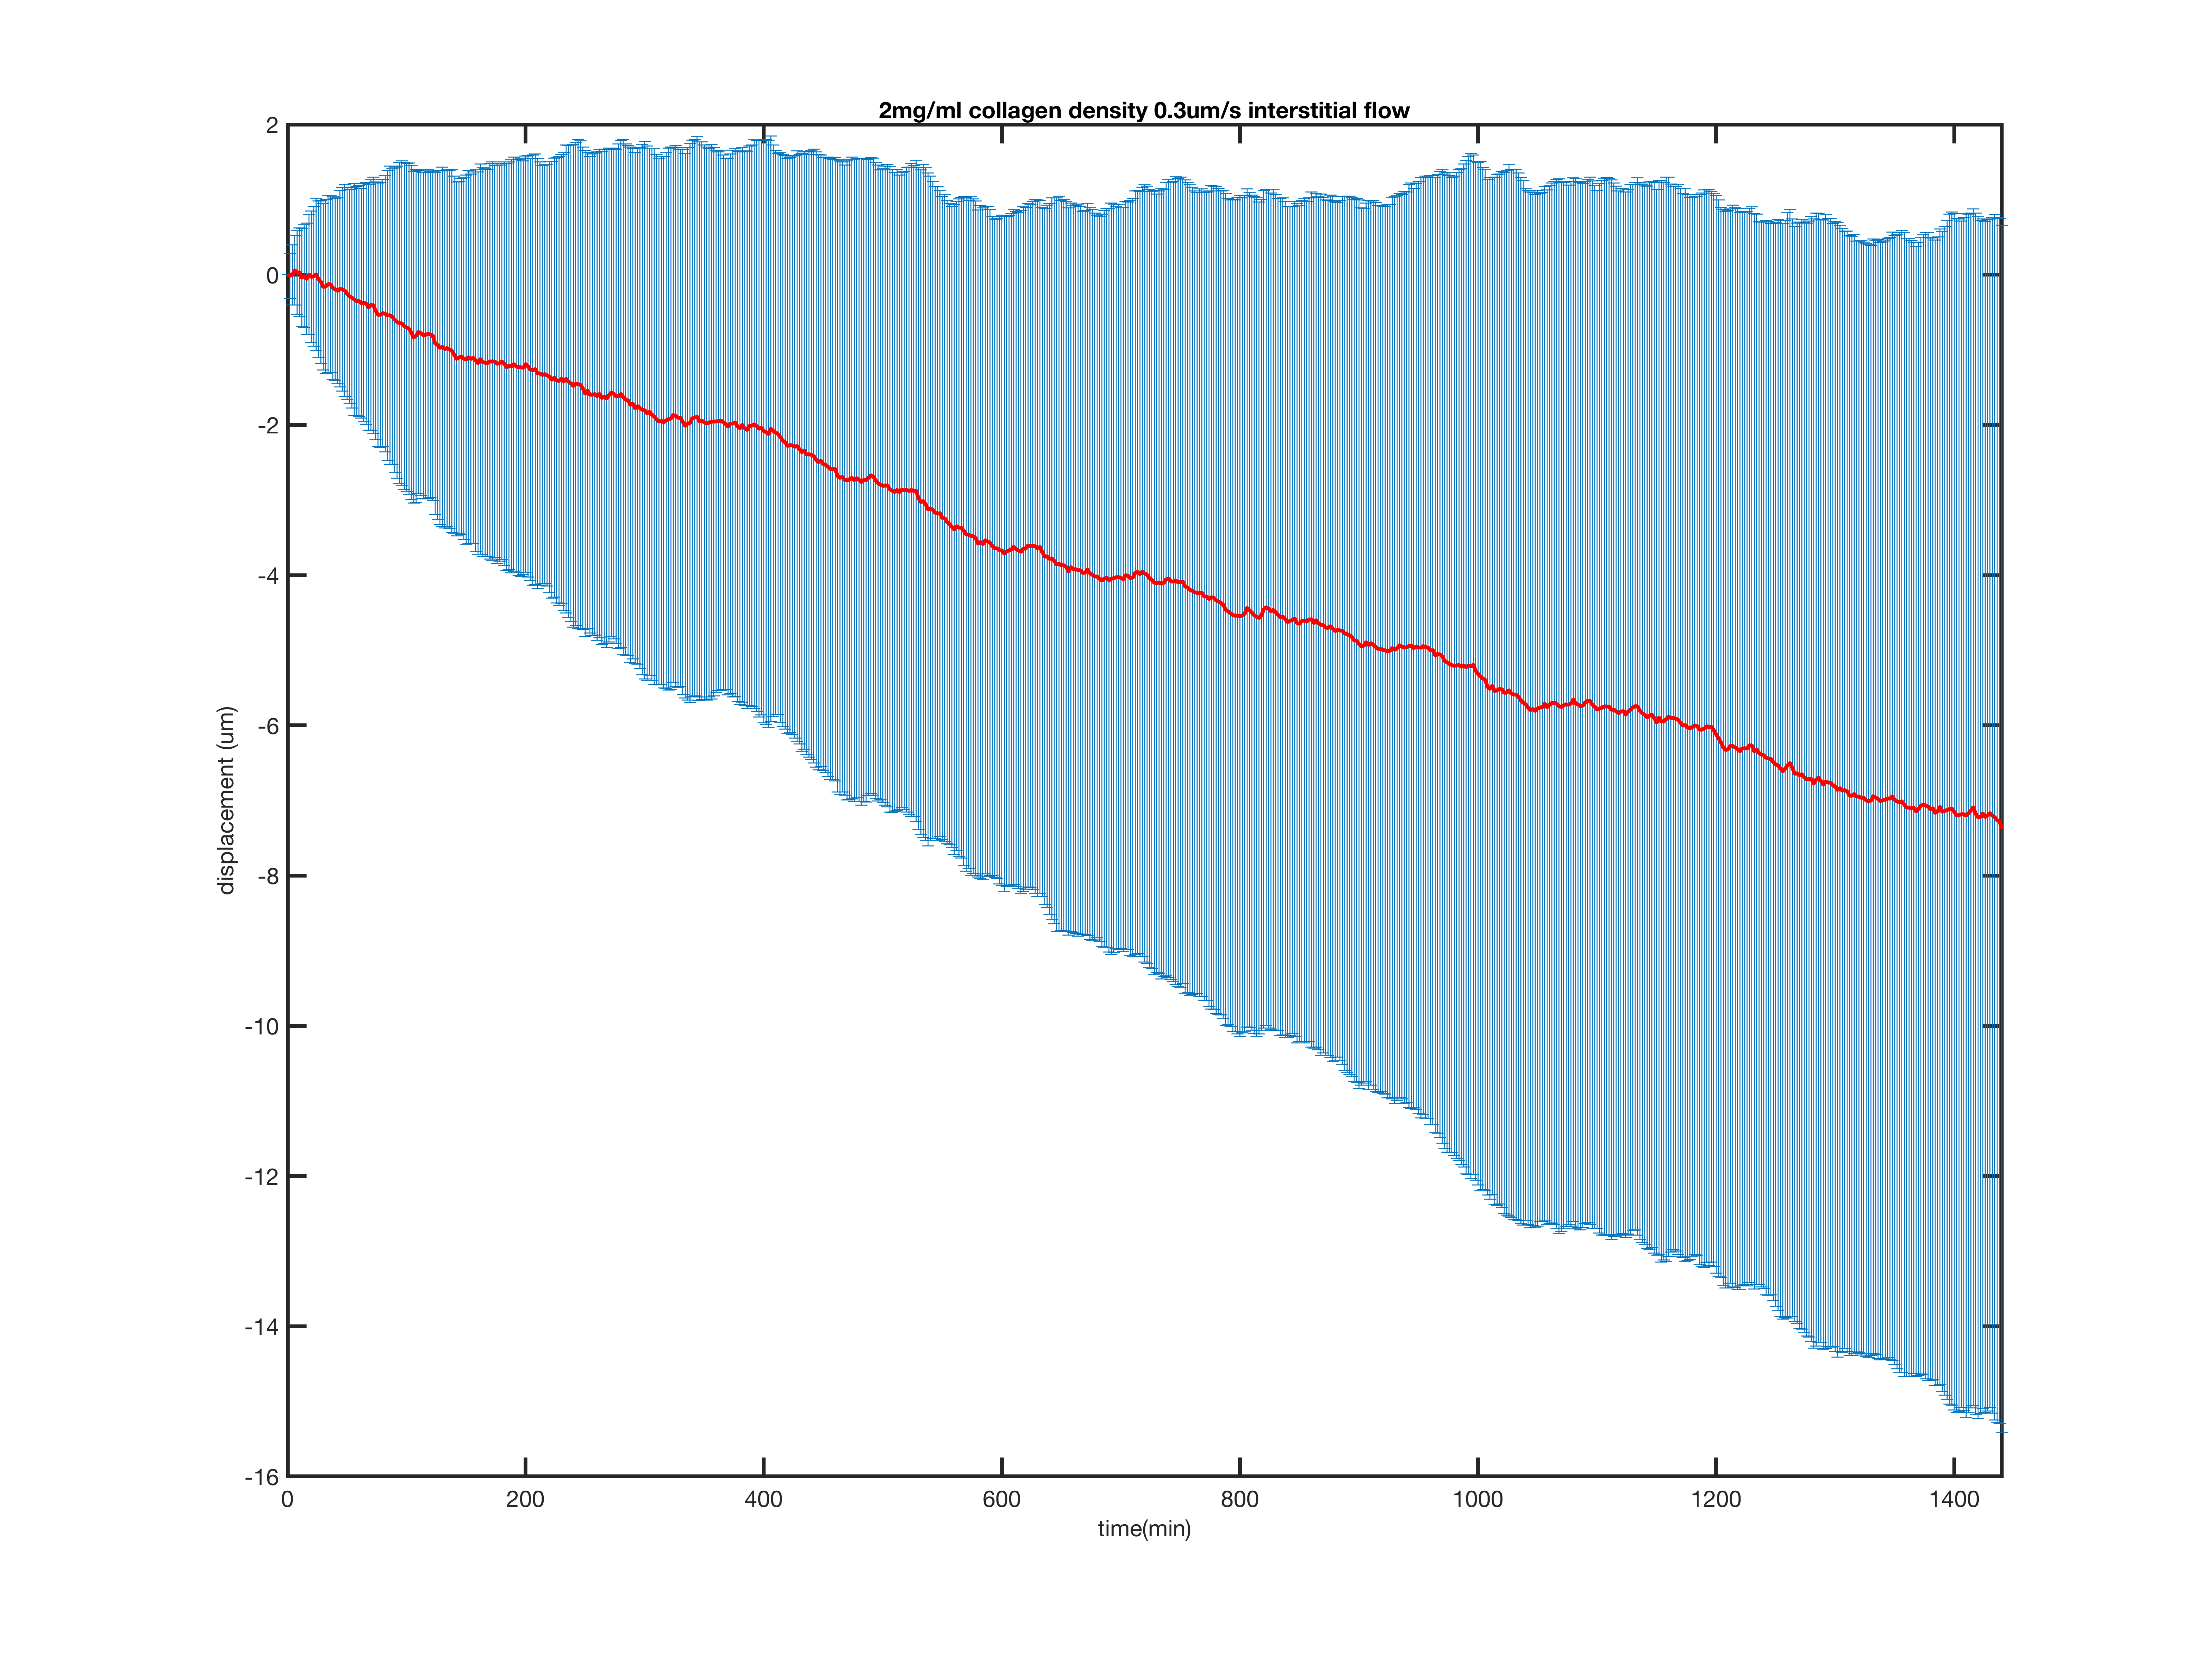 2mg/ml collagen density 0.3um/s interstitial flow
2
0
-2
-4
-6
-8
-10
-12
-14
-16
displacement (um)
0 200 400 600 800 1000 1200 1400
time(min)